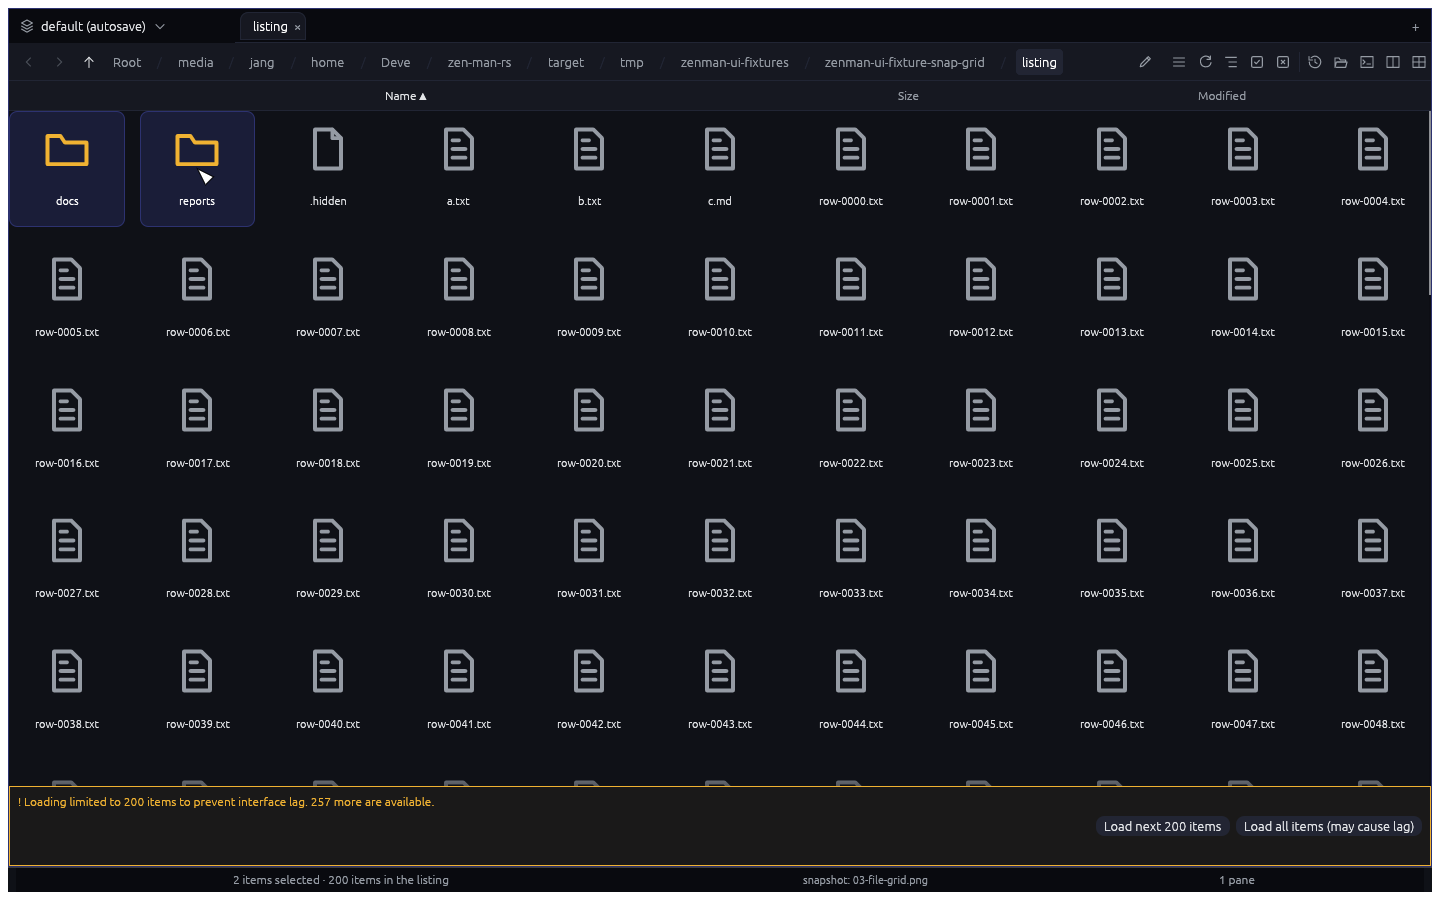 default (autosave)
listing ×
+
Root / media / jang / home / Deve / zen-man-rs / target / tmp / zenman-ui-fixtures / zenman-ui-fixture-snap-grid / listing
Name ▲ Size Modified
docs reports .hidden a.txt b.txt c.md row-0000.txt row-0001.txt row-0002.txt row-0003.txt row-0004.txt
row-0005.txt row-0006.txt row-0007.txt row-0008.txt row-0009.txt row-0010.txt row-0011.txt row-0012.txt row-0013.txt row-0014.txt row-0015.txt
row-0016.txt row-0017.txt row-0018.txt row-0019.txt row-0020.txt row-0021.txt row-0022.txt row-0023.txt row-0024.txt row-0025.txt row-0026.txt
row-0027.txt row-0028.txt row-0029.txt row-0030.txt row-0031.txt row-0032.txt row-0033.txt row-0034.txt row-0035.txt row-0036.txt row-0037.txt
row-0038.txt row-0039.txt row-0040.txt row-0041.txt row-0042.txt row-0043.txt row-0044.txt row-0045.txt row-0046.txt row-0047.txt row-0048.txt
! Loading limited to 200 items to prevent interface lag. 257 more are available.
Load next 200 items Load all items (may cause lag)
2 items selected · 200 items in the listing snapshot: 03-file-grid.png 1 pane